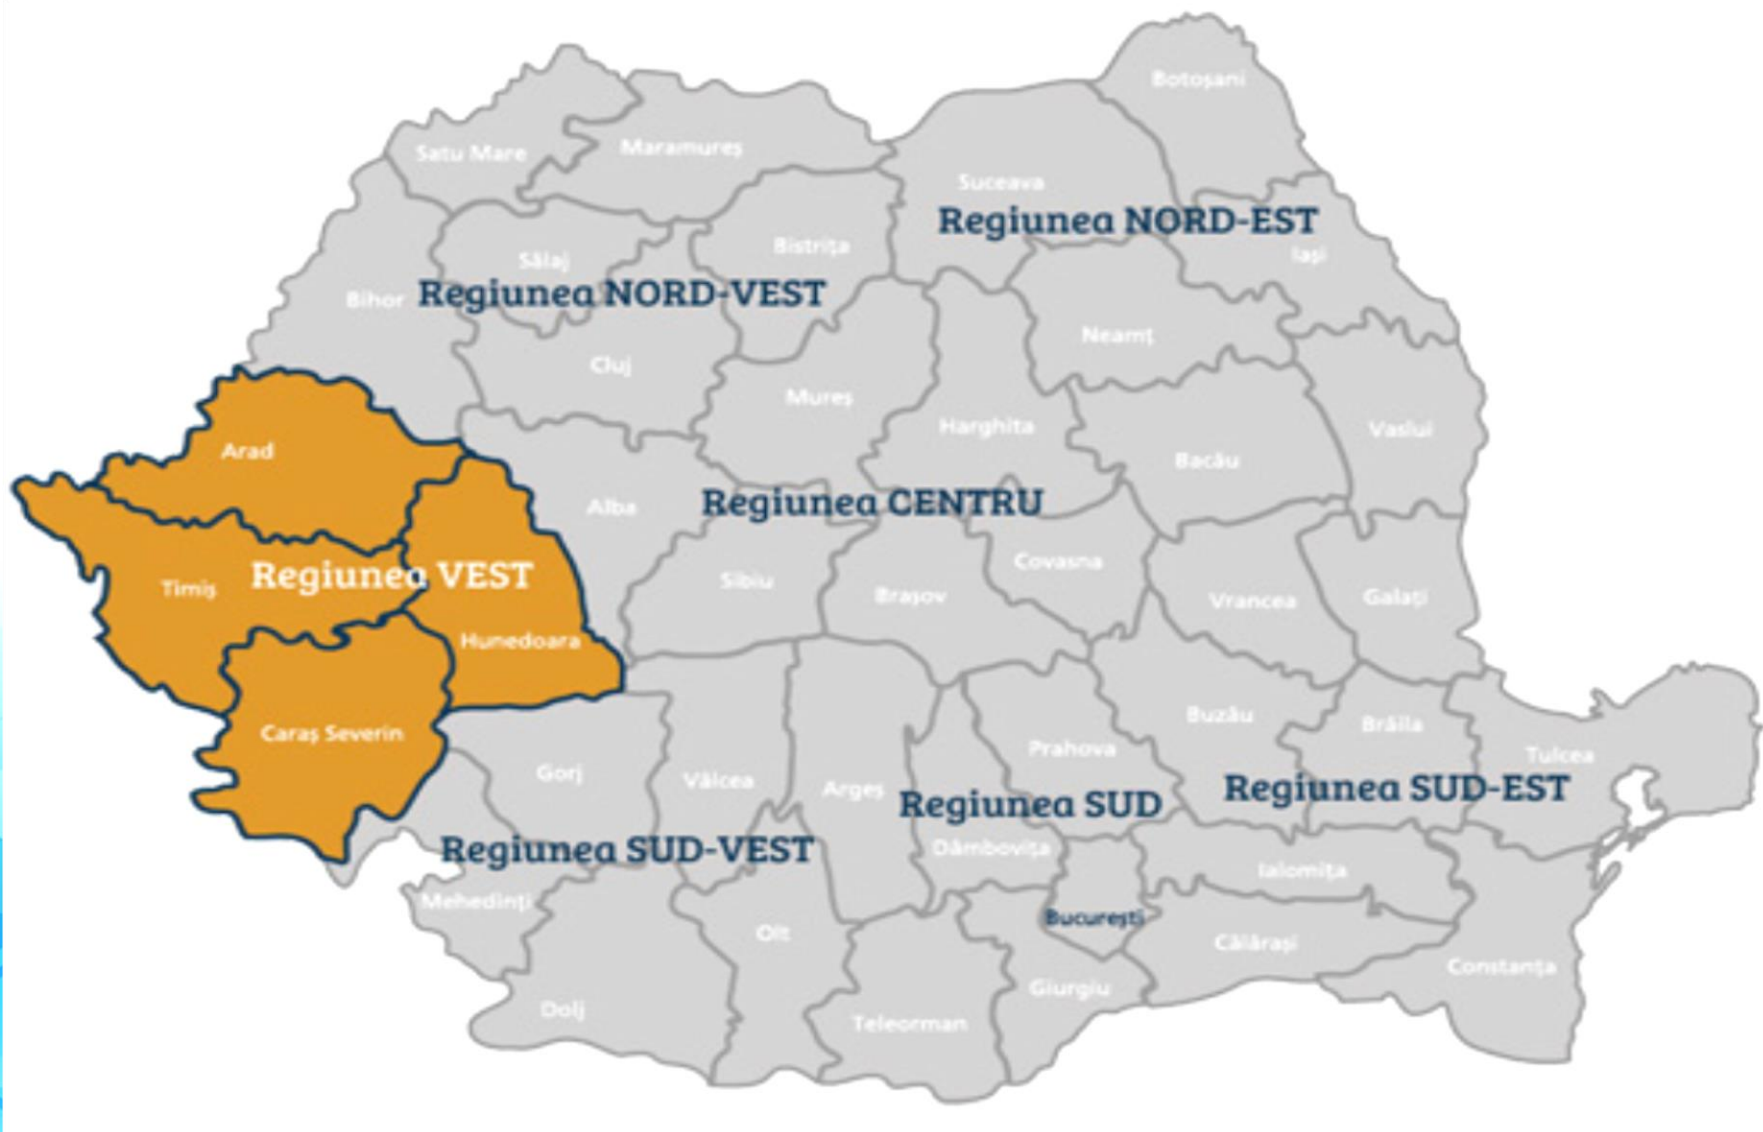 Botoșani
Satu Mare
Maramureș
Suceava
Regiunea NORD-EST
Bistrița
Iași
Sălaj
Regiunea NORD-VEST
Bihor
Neamț
Cluj
Mureș
Harghita
Vaslui
Arad
Bacău
Regiunea CENTRU
Alba
Covasna
Regiunea VEST
Timiș
Sibiu
Brașov
Vrancea
Galați
Hunedoara
Buzău
Brăila
Caraș Severin
Prahova
Tulcea
Gorj
Vâlcea
Argeș
Regiunea SUD-EST
Regiunea SUD
Regiunea SUD-VEST
Dâmbovița
Ialomița
Mehedinți
București
Olt
Călărași
Constanța
Giurgiu
Dolj
Teleorman